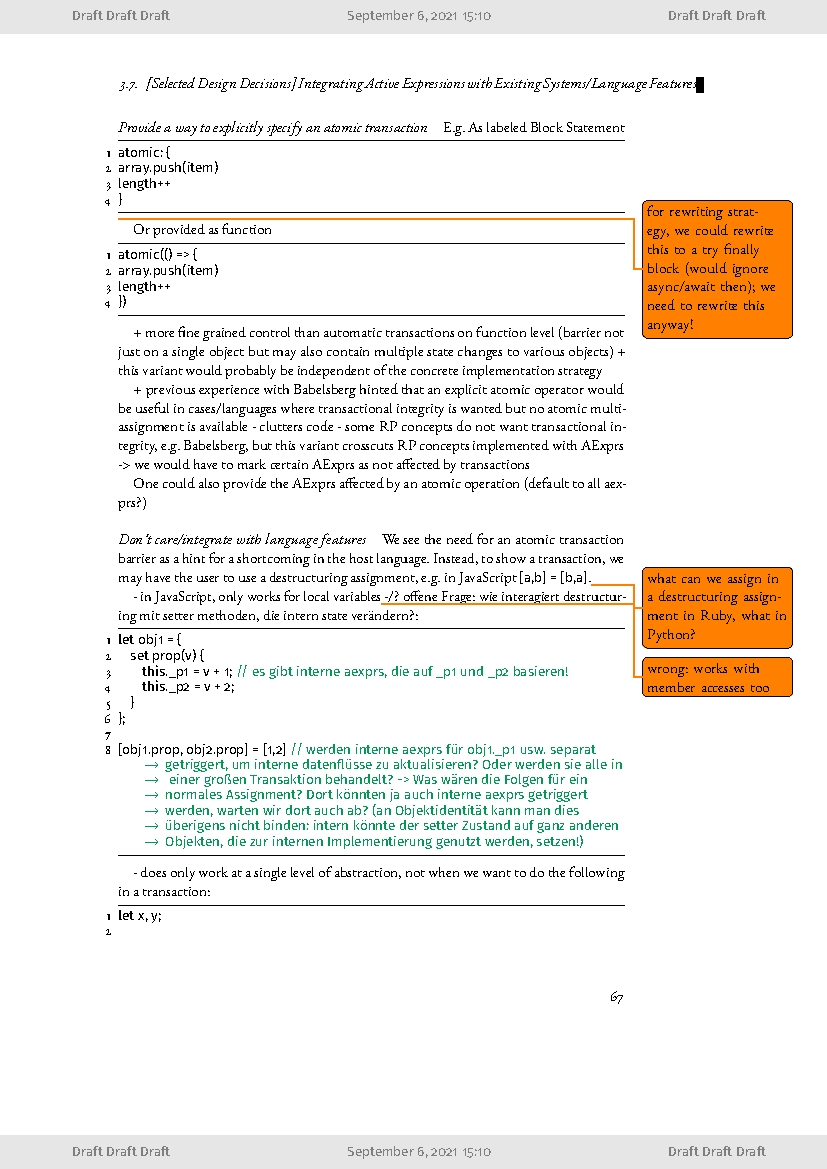 Draft Draft Draft September 6, 2021 15:10 Draft Draft Draft
3.7. [Selected Design Decisions] Integrating Active Expressions with Existing Systems/Language Features
Provide a way to explicitly specify an atomic transaction E.g. As labeled Block Statement
1 atomic: {
2 array.push(item)
3 length++
4 }
Or provided as function
1 atomic(() => {
2 array.push(item)
3 length++
4 })
for rewriting strat-
egy, we could rewrite
this to a try finally
block (would ignore
async/await then); we
need to rewrite this
anyway!
+ more fine grained control than automatic transactions on function level (barrier not
just on a single object but may also contain multiple state changes to various objects) +
this variant would probably be independent of the concrete implementation strategy
+ previous experience with Babelsberg hinted that an explicit atomic operator would
be useful in cases/languages where transactional integrity is wanted but no atomic multi-
assignment is available - clutters code - some RP concepts do not want transactional in-
tegrity, e.g. Babelsberg, but this variant crosscuts RP concepts implemented with AExprs
-> we would have to mark certain AExprs as not affected by transactions
One could also provide the AExprs affected by an atomic operation (default to all aex-
prs?)
Don't care/integrate with language features We see the need for an atomic transaction
barrier as a hint for a shortcoming in the host language. Instead, to show a transaction, we
may have the user to use a destructuring assignment, e.g. in JavaScript [a,b] = [b,a].
- in JavaScript, only works for local variables -/? offene Frage: wie interagiert destructur-
ing mit setter methoden, die intern state verändern?:
what can we assign in
a destructing assign-
ment in Ruby, what in
Python?
wrong: works with
member accesses too
1 let obj1 = {
2 set prop(v) {
3 this._p1 = v + 1; // es gibt interne aexprs, die auf _p1 und _p2 basieren!
4 this._p2 = v + 2;
5 }
6 };
7
8 [obj1.prop, obj2.prop] = [1,2] // werden interne aexprs für obj1._p1 usw. separat
→ getriggert, um interne datenflüsse zu aktualisieren? Oder werden sie alle in
→ einer großen Transaktion behandelt? -> Was wären die Folgen für ein
→ normales Assignment? Dort könnten ja auch interne aexprs getriggert
→ werden, warten wir dort auch ab? (an Objektidentität kann man dies
→ überigens nicht binden: intern könnte der setter Zustand auf ganz anderen
→ Objekten, die zur internen Implementierung genutzt werden, setzen!)
- does only work at a single level of abstraction, not when we want to do the following
in a transaction:
1 let x, y;
2
67
Draft Draft Draft September 6, 2021 15:10 Draft Draft Draft